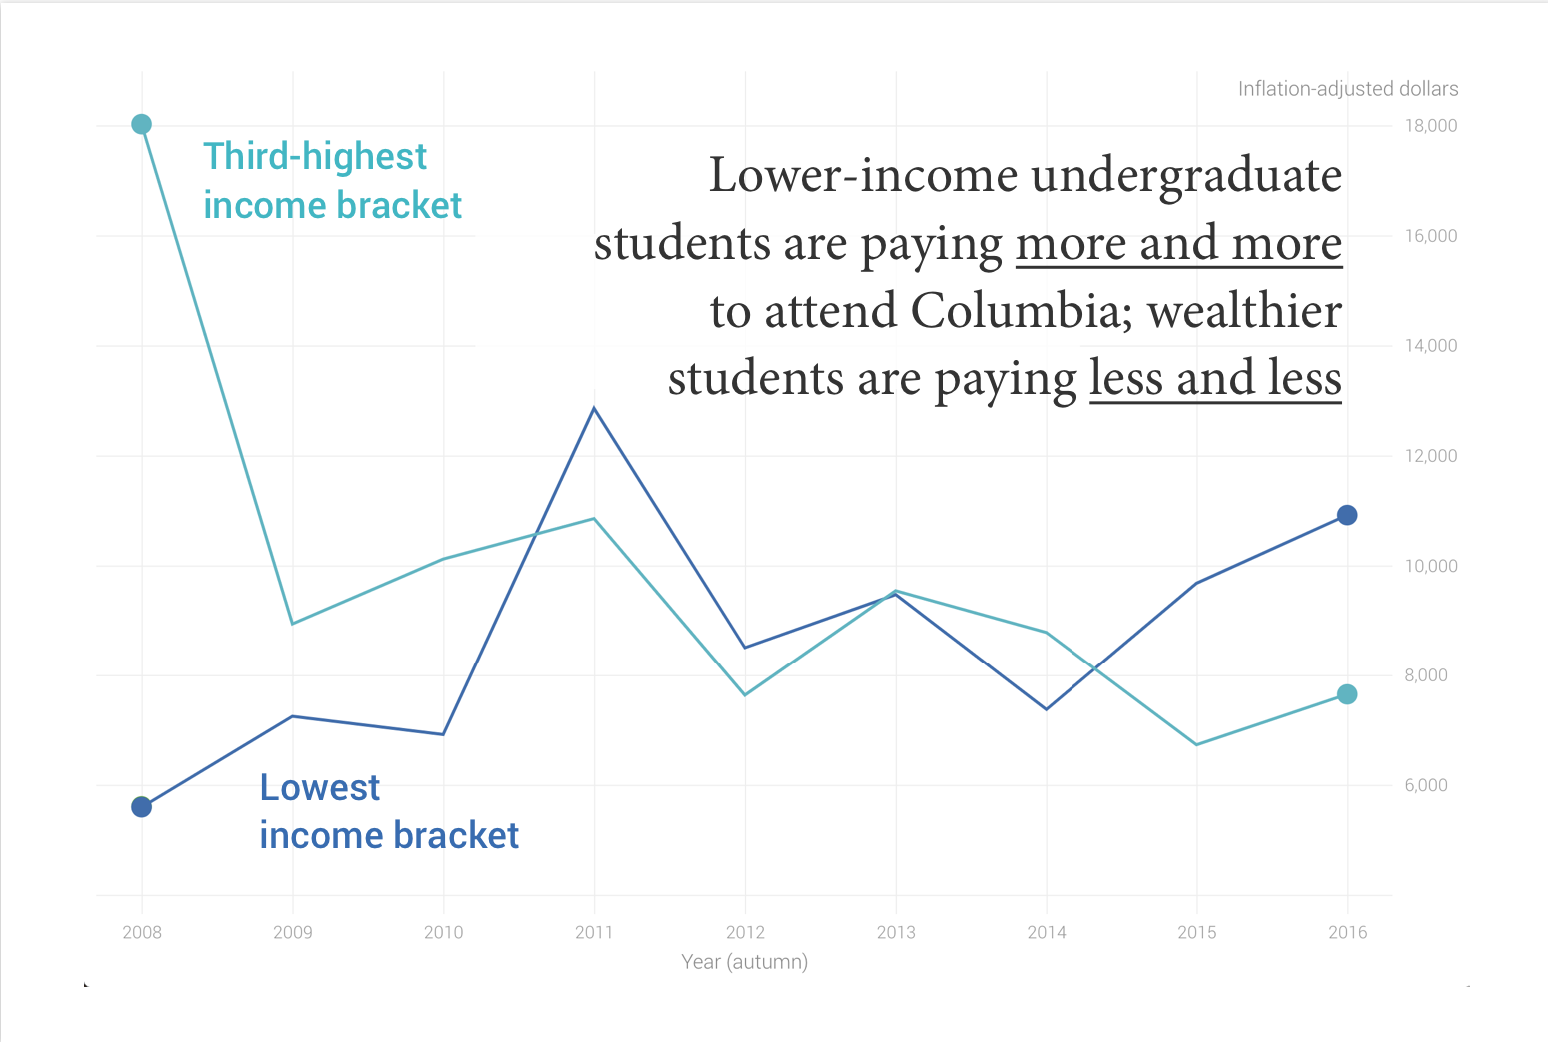 Inflation-adjusted dollars
18,000
Third-highest
income bracket
Lower-income undergraduate
students are paying more and more
to attend Columbia; wealthier
students are paying less and less
16,000
14,000
12,000
10,000
8,000
6,000
Lowest
income bracket
2008 2009 2010 2011 2012 2013 2014 2015 2016
Year (autumn)